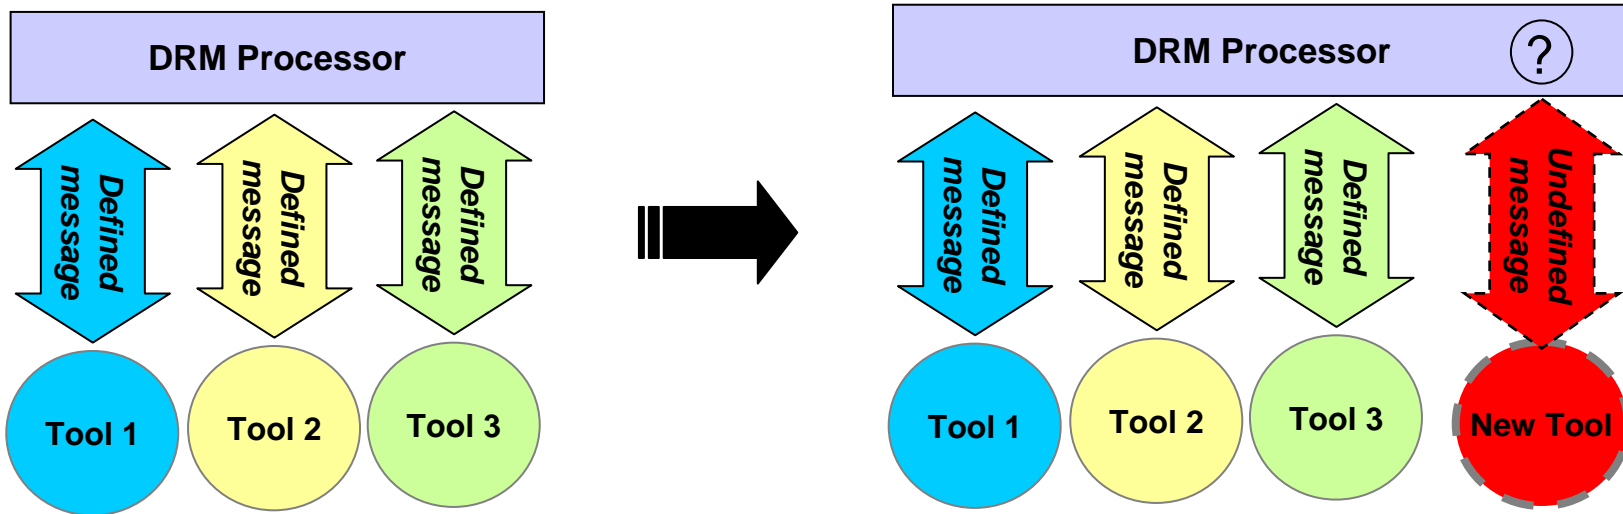 DRM Processor
Defined
message
Defined
message
Defined
message
Tool 1
Tool 2
Tool 3
DRM Processor
?
Defined
message
Defined
message
Defined
message
Undefined
message
Tool 1
Tool 2
Tool 3
New Tool